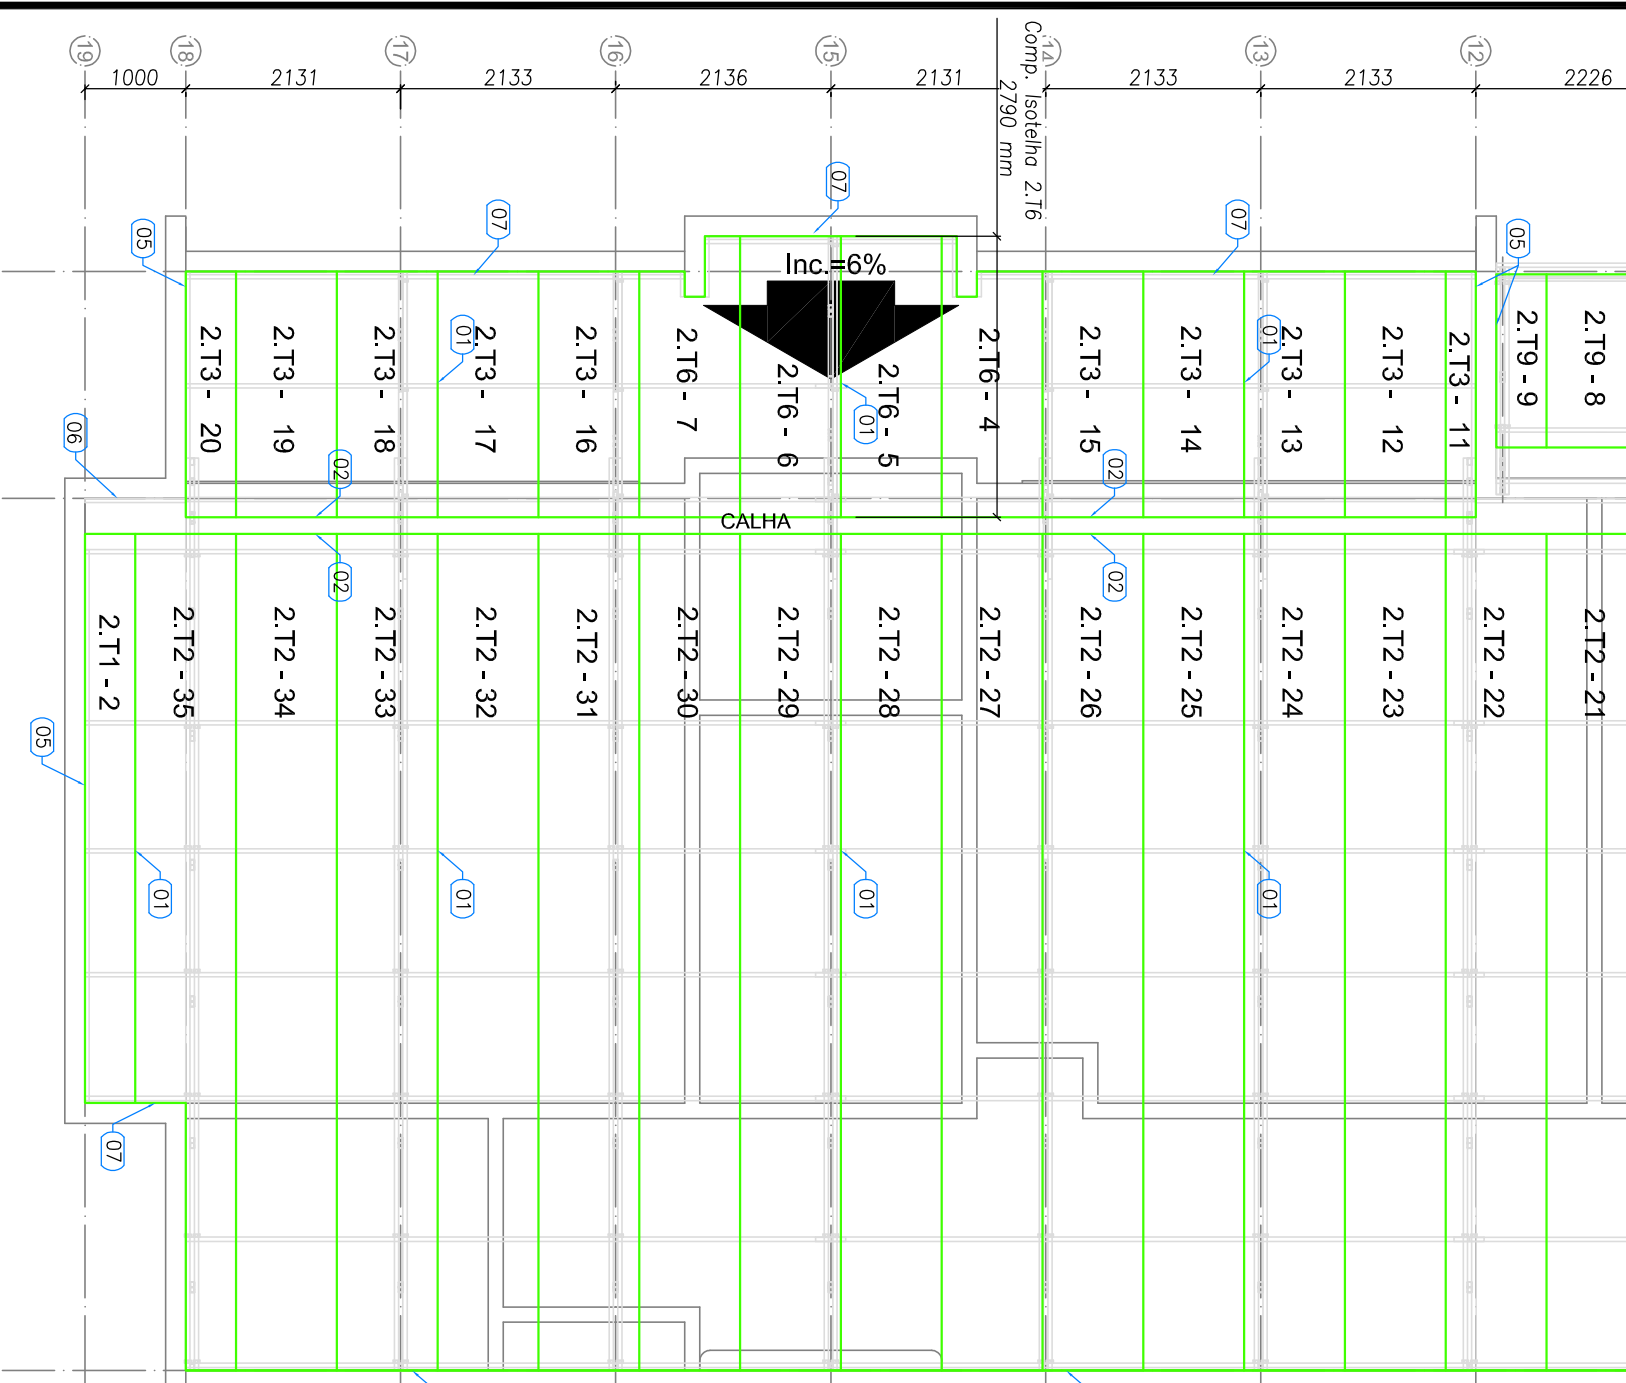 19
18
17
16
15
14
13
12
1000
2131
2133
2136
2131
2133
2133
2226
Comp. Isotelha 2.T6
2790 mm
07
07
07
05
05
Inc.=6%
2.T3 - 20
2.T3 - 19
2.T3 - 18
2.T3 - 17
2.T3 - 16
2.T6 - 7
2.T6 - 6
2.T6 - 5
2.T6 - 4
2.T3 - 15
2.T3 - 14
2.T3 - 13
2.T3 - 12
2.T3 - 11
2.T9 - 9
2.T9 - 8
01
01
01
06
02
02
CALHA
02
02
2.T1 - 2
2.T2 - 35
2.T2 - 34
2.T2 - 33
2.T2 - 32
2.T2 - 31
2.T2 - 30
2.T2 - 29
2.T2 - 28
2.T2 - 27
2.T2 - 26
2.T2 - 25
2.T2 - 24
2.T2 - 23
2.T2 - 22
2.T2 - 21
05
01
01
01
01
07